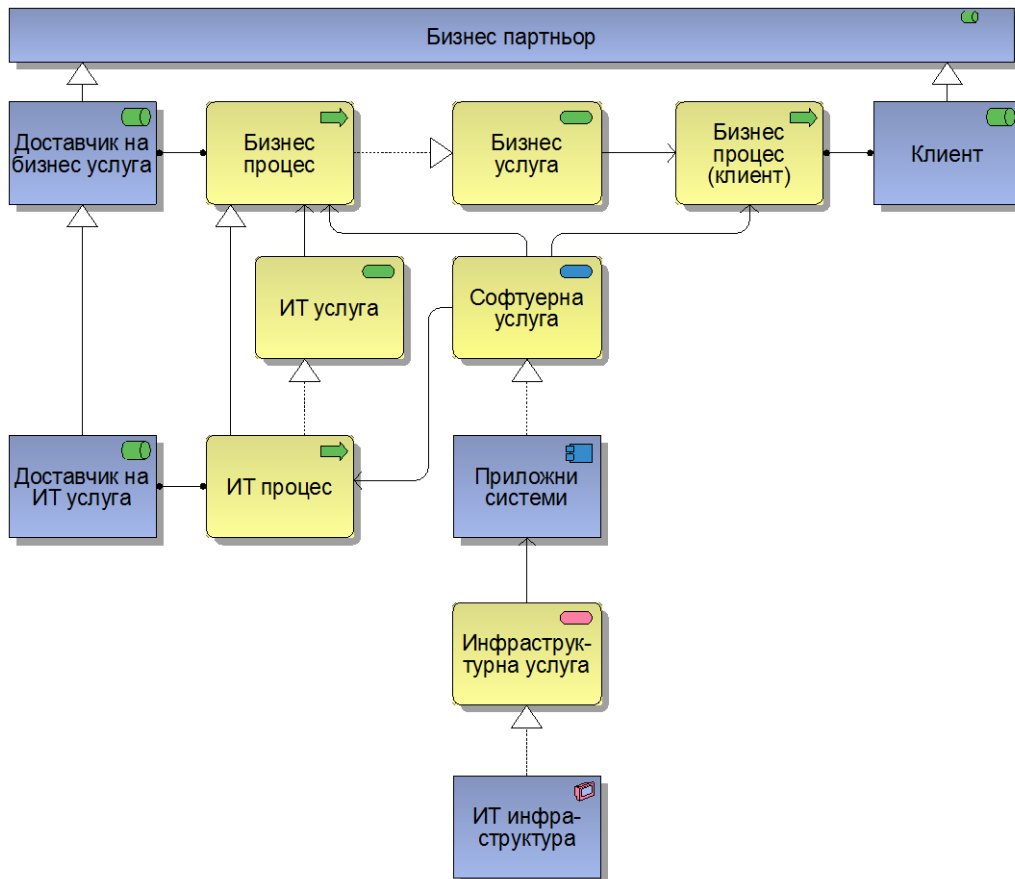 Бизнес партньор
Доставчик на
бизнес услуга
Бизнес
процес
Бизнес
услуга
Бизнес
процес
(клиент)
Клиент
ИТ услуга
Софтуерна
услуга
Доставчик на
ИТ услуга
ИТ процес
Приложни
системи
Инфраструк-
турна услуга
ИТ инфра-
структура